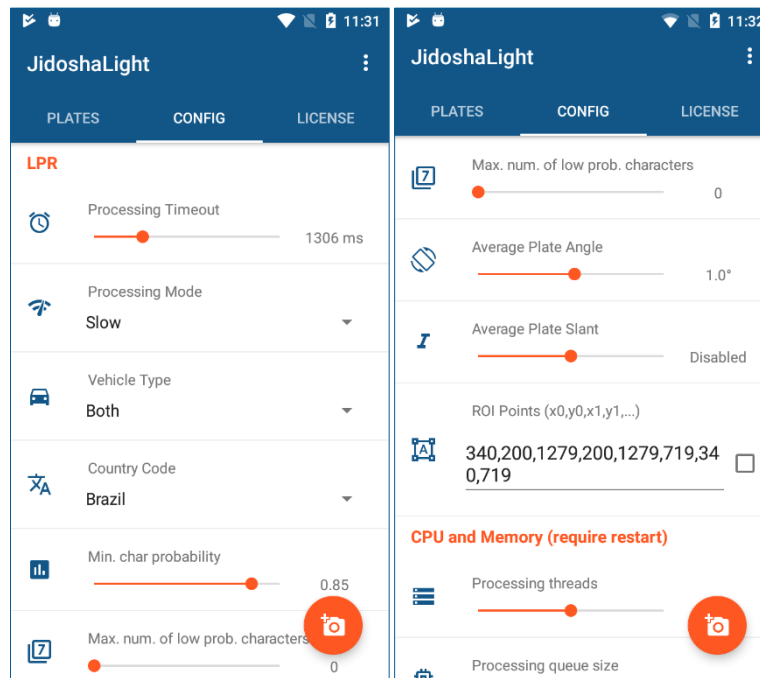 11:31
JidoshaLight
PLATES CONFIG LICENSE
LPR
Processing Timeout
1306 ms
Processing Mode
Slow
Vehicle Type
Both
Country Code
Brazil
Min. char probability
0.85
Max. num. of low prob. characters
0
11:32
JidoshaLight
PLATES CONFIG LICENSE
Max. num. of low prob. characters
0
Average Plate Angle
1.0°
Average Plate Slant
Disabled
ROI Points (x0,y0,x1,y1,...)
340,200,1279,200,1279,719,34
0,719
CPU and Memory (require restart)
Processing threads
Processing queue size